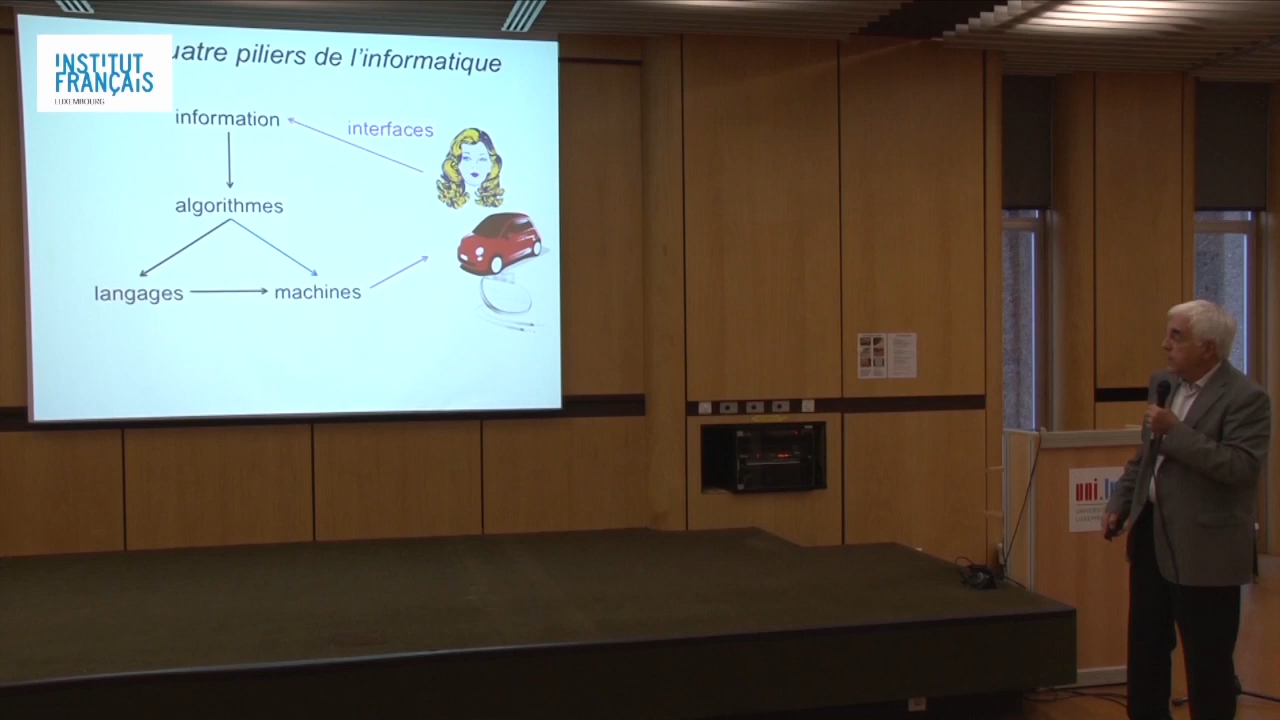 INSTITUT
FRANÇAIS
LUXEMBOURG
uatre piliers de l'informatique
information
interfaces
algorithmes
langages
machines
uni.lu